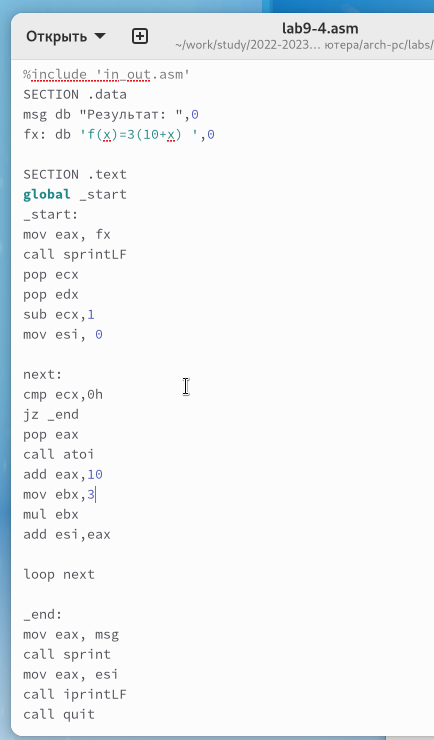 Открыть
lab9-4.asm
~/work/study/2022-2023... ютера/arch-pc/labs/
%include 'in_out.asm'
SECTION .data
msg db "Результат: ",0
fx: db 'f(x)=3(10+x) ',0
SECTION .text
global _start
_start:
mov eax, fx
call sprintLF
pop ecx
pop edx
sub ecx,1
mov esi, 0
next:
cmp ecx,0h
jz _end
pop eax
call atoi
add eax,10
mov ebx,3
mul ebx
add esi,eax
loop next
_end:
mov eax, msg
call sprint
mov eax, esi
call iprintLF
call quit